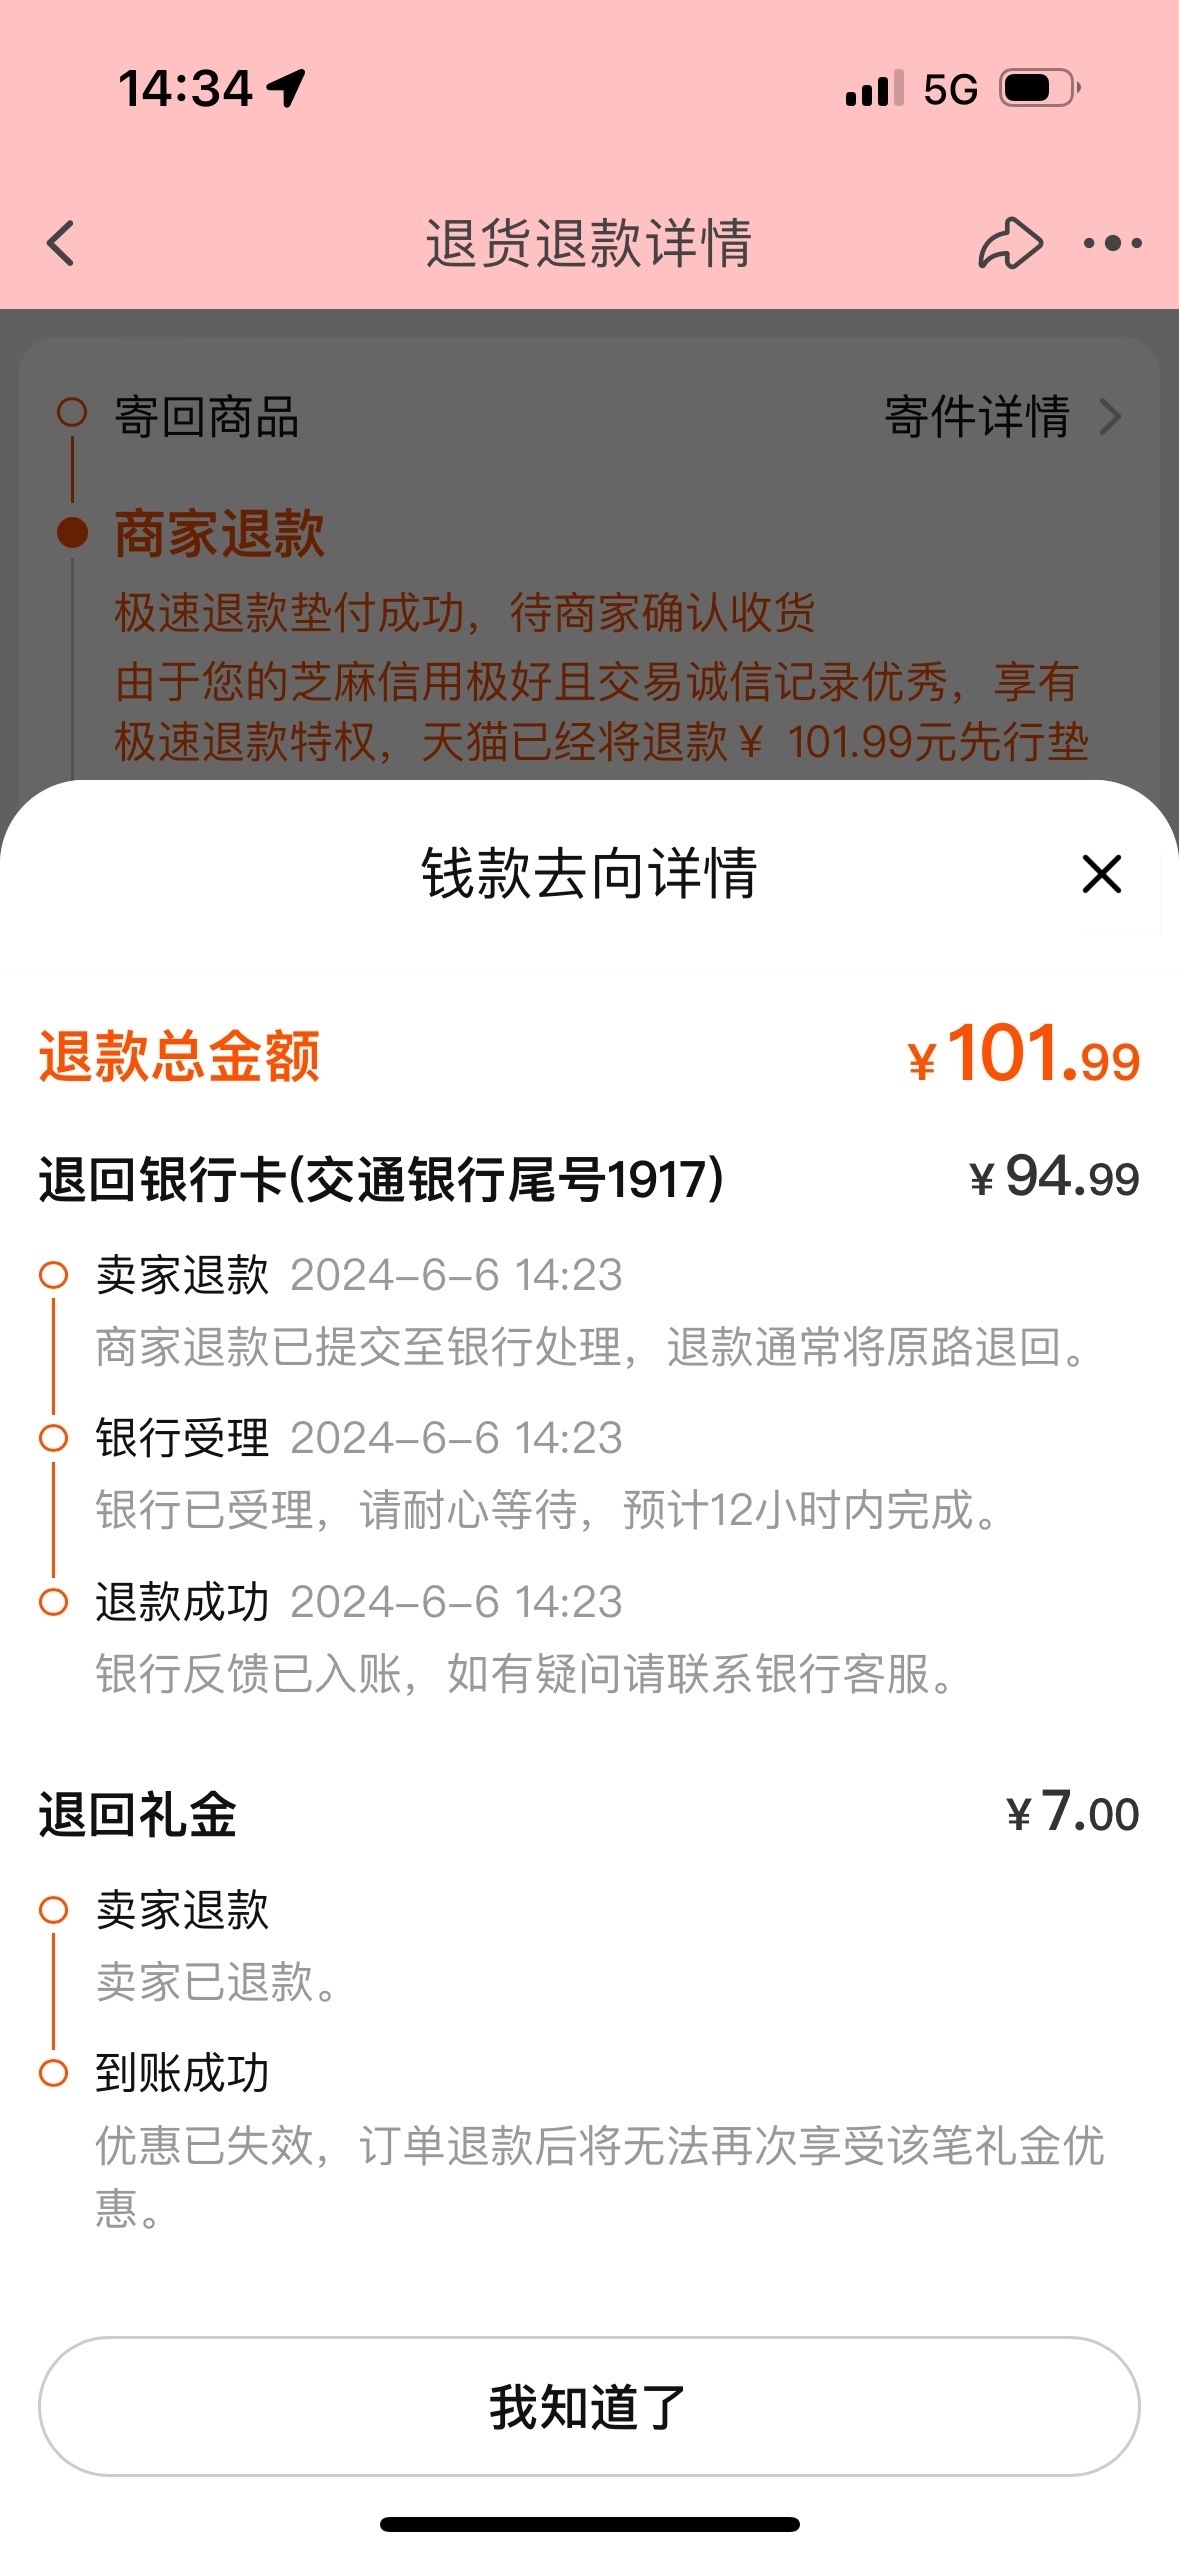 14:34
5G
退货退款详情
寄回商品
寄件详情
商家退款
极速退款垫付成功，待商家确认收货
由于您的芝麻信用极好且交易诚信记录优秀，享有
极速退款特权，天猫已经将退款¥ 101.99元先行垫
钱款去向详情
退款总金额
¥101.99
退回银行卡(交通银行尾号1917)
¥94.99
卖家退款 2024-6-6 14:23
商家退款已提交至银行处理，退款通常将原路退回。
银行受理 2024-6-6 14:23
银行已受理，请耐心等待，预计12小时内完成。
退款成功 2024-6-6 14:23
银行反馈已入账，如有疑问请联系银行客服。
退回礼金
¥7.00
卖家退款
卖家已退款。
到账成功
优惠已失效，订单退款后将无法再次享受该笔礼金优
惠。
我知道了